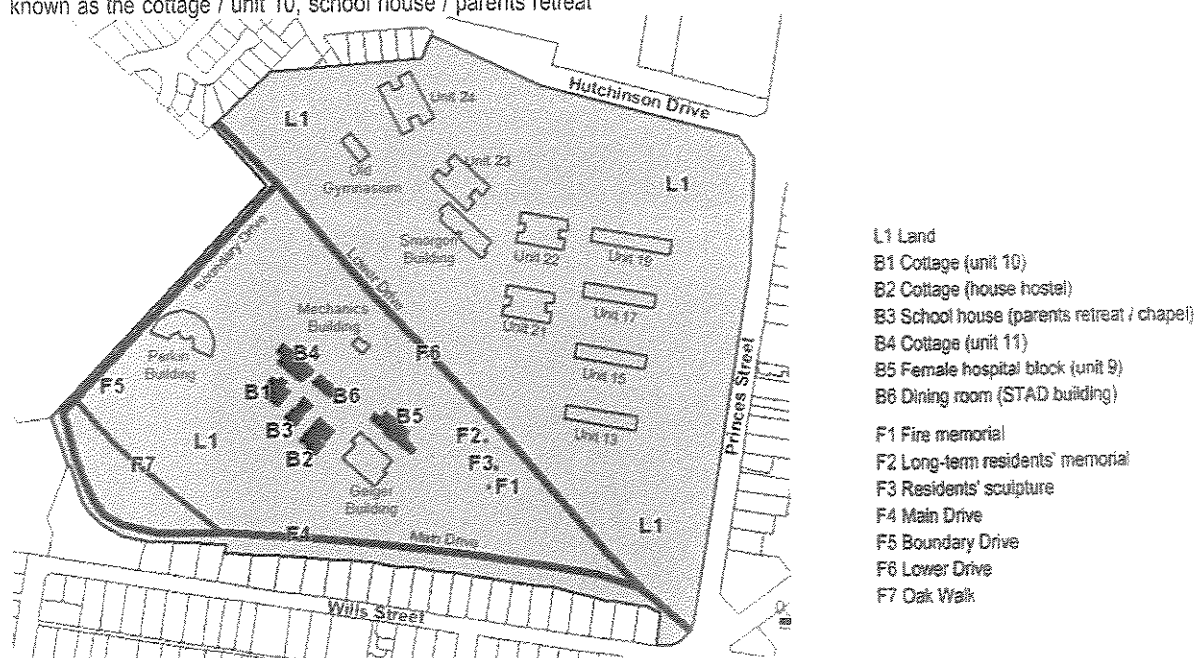 known as the cottage / unit 10, school house / parents retreat
Hutchinson Drive
Unit 24
L1
Old
Gymnasium
Unit 23
L1
Smorgon
Building
Unit 22
Unit 19
Boundary Drive
Lower Drive
Mechanics
Building
Unit 21
Unit 17
Parkin
Building
F5
B4
F6
B1
B6
Unit 15
Princes Street
B3
B5
F2
Unit 13
L1
B2
F3
F7
F1
Geiger
Building
L1
F4
Main Drive
Wills Street
L1 Land
B1 Cottage (unit 10)
B2 Cottage (house hostel)
B3 School house (parents retreat / chapel)
B4 Cottage (unit 11)
B5 Female hospital block (unit 9)
B6 Dining room (STAD building)
F1 Fire memorial
F2 Long-term residents' memorial
F3 Residents' sculpture
F4 Main Drive
F5 Boundary Drive
F6 Lower Drive
F7 Oak Walk